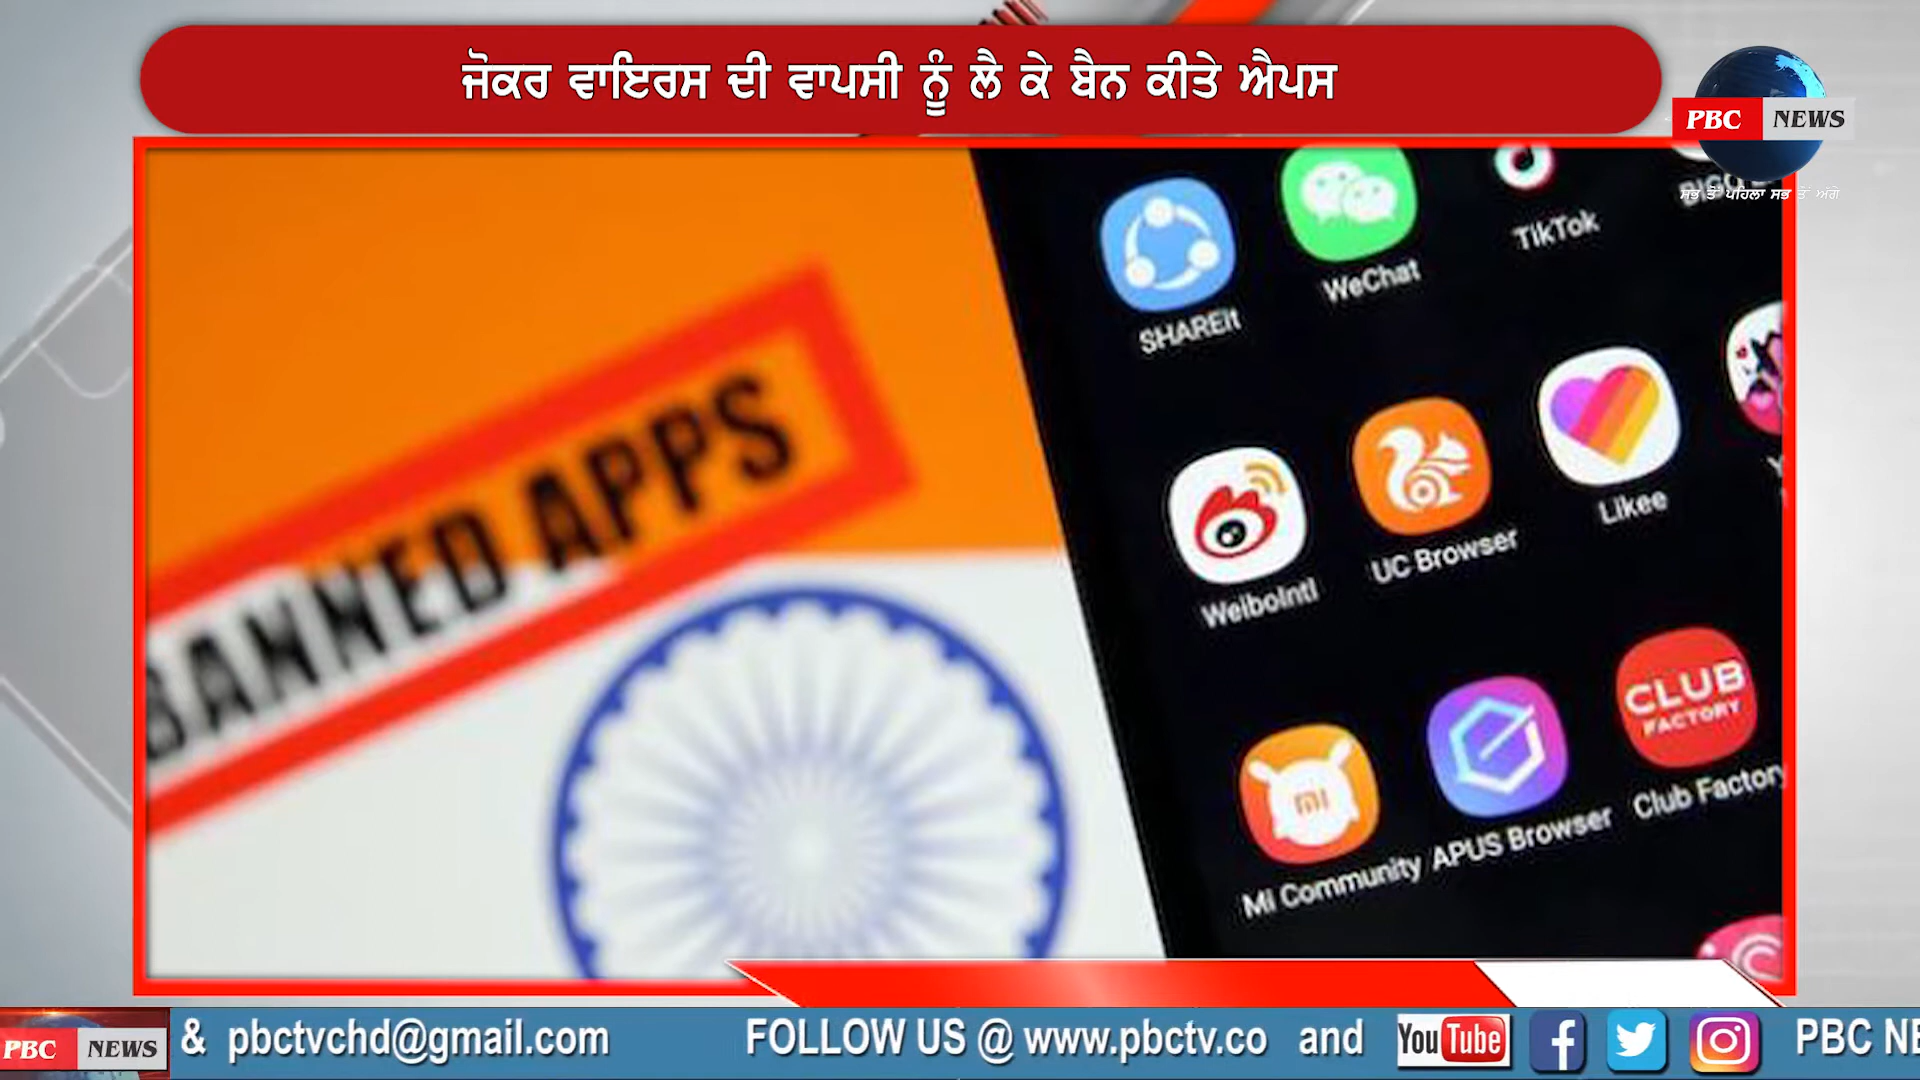 ਜੋਕਰ ਵਾਇਰਸ ਦੀ ਵਾਪਸੀ ਨੂੰ ਲੈ ਕੇ ਬੈਨ ਕੀਤੇ ਐਪਸ
PBC NEWS
ਸਭ ਤੋਂ ਪਹਿਲਾਂ ਸਭ ਤੋਂ ਅੱਗੇ
BANNED APPS
SHAREit
WeChat
TikTok
WeiboIntl
UC Browser
Likee
mi
CLUB
FACTORY
Mi Community
APUS Browser
Club Factory
PBC NEWS
& pbctvchd@gmail.com FOLLOW US @ www.pbctv.co and YouTube PBC NE